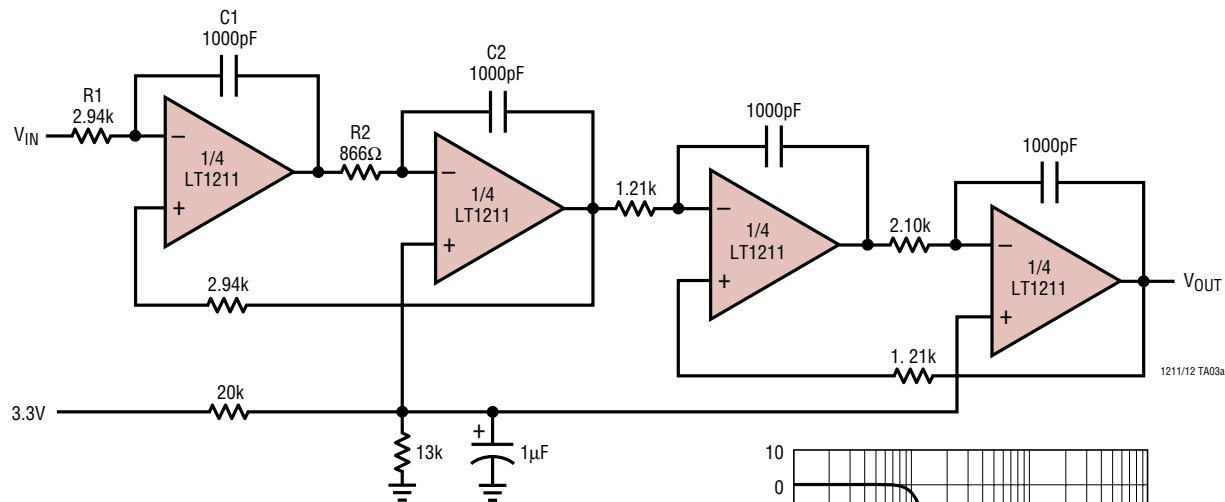 C1
1000pF
C2
1000pF
R1
2.94k
VIN
1/4
LT1211
R2
866Ω
1/4
LT1211
1.21k
1000pF
1/4
LT1211
2.10k
1000pF
1/4
LT1211
VOUT
2.94k
1. 21k
1211/12 TA03a
3.3V
20k
13k
+
1µF
10
0